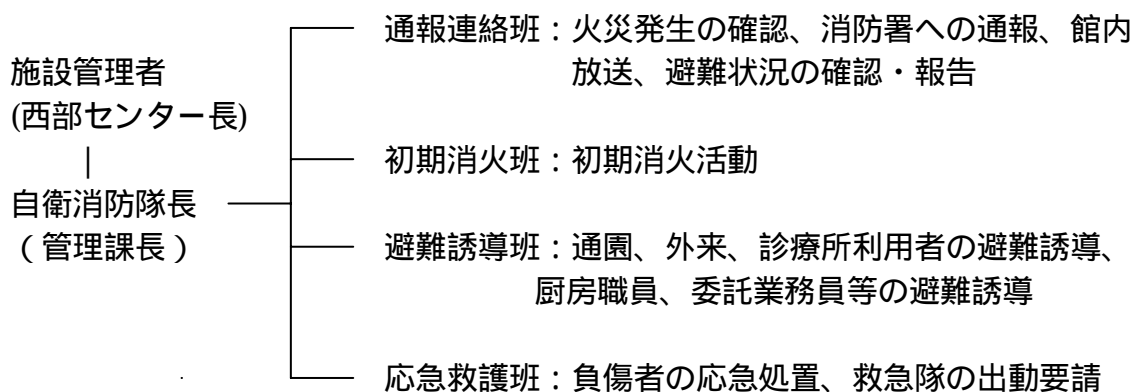 通報連絡班：火災発生の確認、消防署への通報、館内
放送、避難状況の確認・報告
施設管理者
(西部センター長)
｜
自衛消防隊長
（管理課長）
初期消火班：初期消火活動
避難誘導班：通園、外来、診療所利用者の避難誘導、
厨房職員、委託業務員等の避難誘導
応急救護班：負傷者の応急処置、救急隊の出動要請